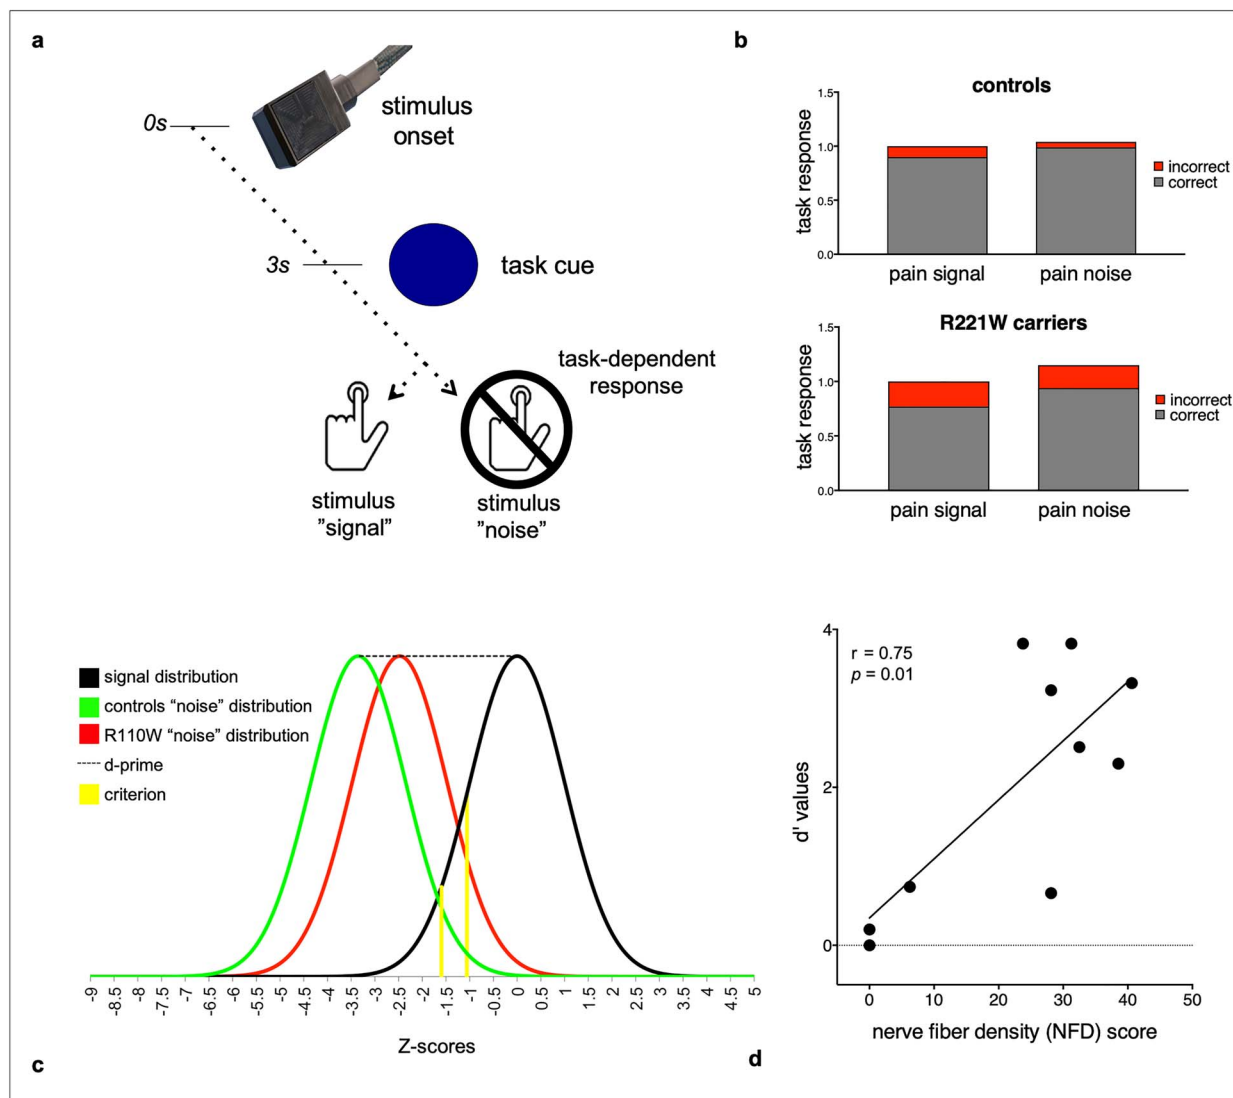 a
0s
stimulus
onset
3s
task cue
task-dependent
response
stimulus
”signal”
stimulus
”noise”
b
controls
task response
1.5
1.0
0.5
0.0
pain signal
pain noise
incorrect
correct
R221W carriers
task response
1.5
1.0
0.5
0.0
pain signal
pain noise
incorrect
correct
signal distribution
controls “noise” distribution
R110W “noise” distribution
d-prime
criterion
-9 -8.5 -8 -7.5 -7 -6.5 -6 -5.5 -5 -4.5 -4 -3.5 -3 -2.5 -2 -1.5 -1 -0.5 0 0.5 1 1.5 2 2.5 3 3.5 4 4.5 5
Z-scores
c
r = 0.75
p = 0.01
d' values
4
2
0
0 10 20 30 40 50
nerve fiber density (NFD) score
d